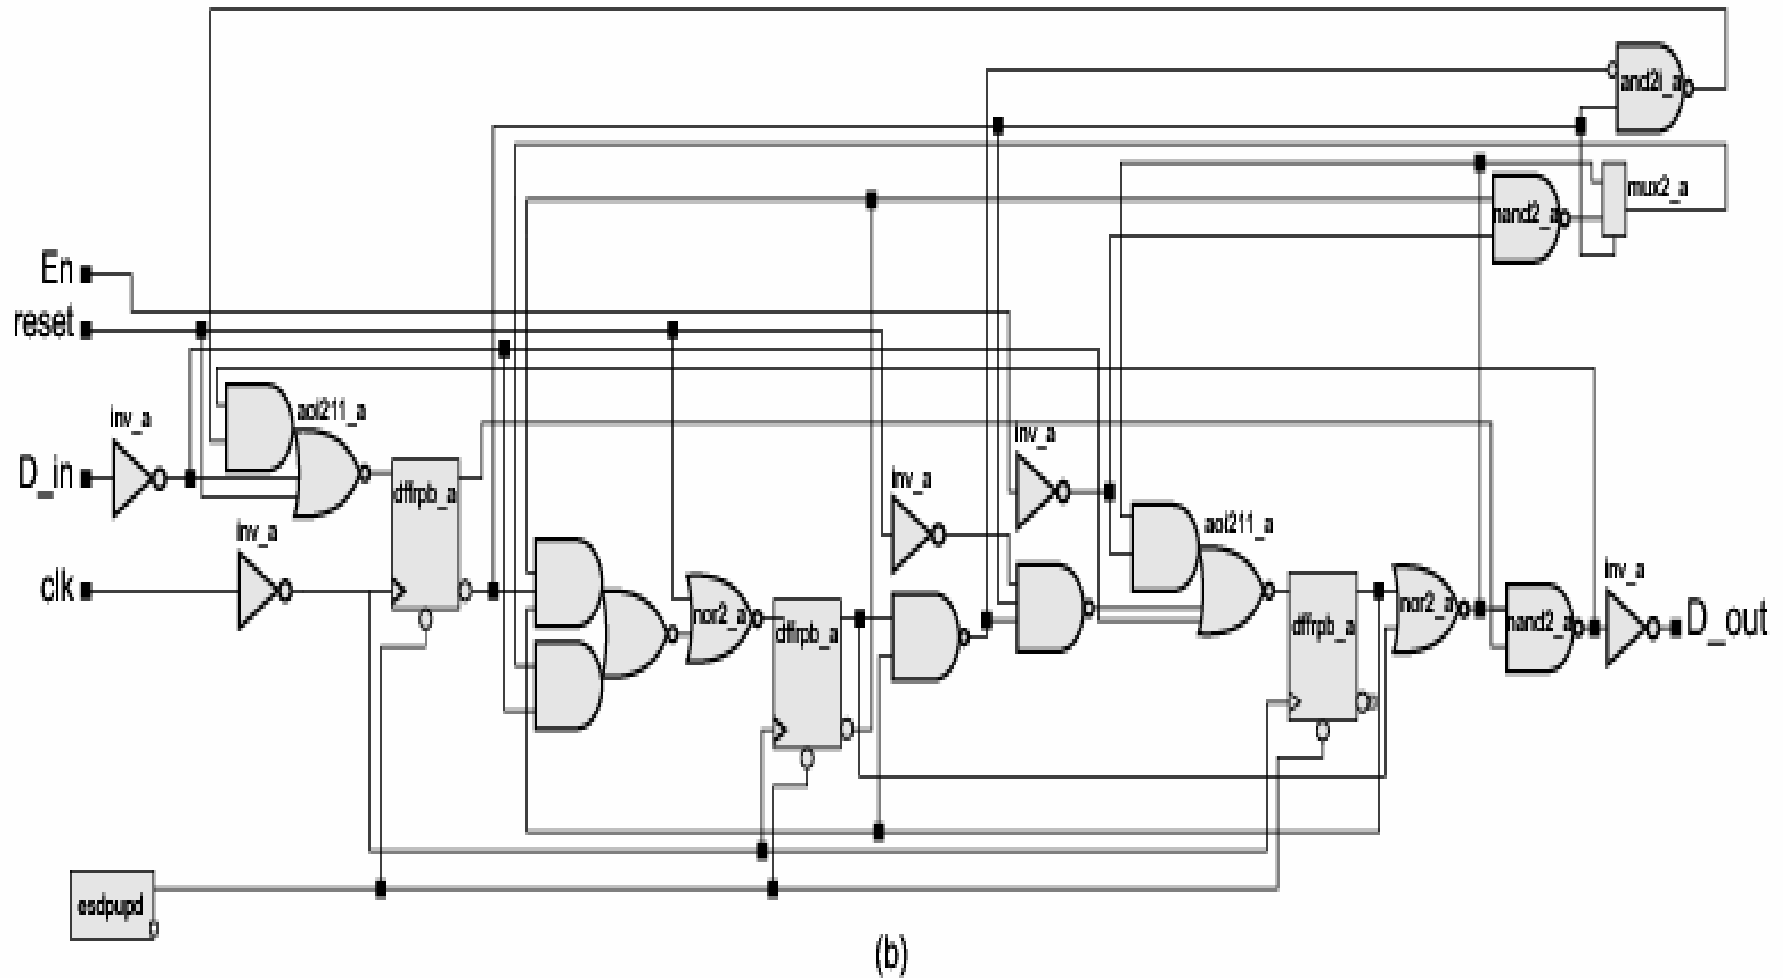 and2i_a
mux2_a
nand2_a
En
reset
aoi211_a
inv_a
D_in
dffrpb_a
inv_a
inv_a
inv_a
aoi211_a
inv_a
clk
nor2_a
dffrpb_a
dffrpb_a
nor2_a
nand2_a
inv_a
D_out
esdpupd
(b)